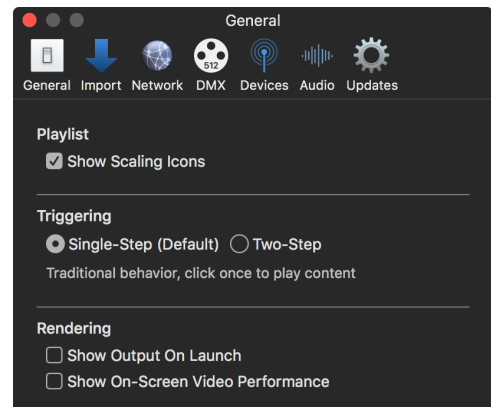 General
512
General Import Network DMX Devices Audio Updates
Playlist
Show Scaling Icons
Triggering
Single-Step (Default) Two-Step
Traditional behavior, click once to play content
Rendering
Show Output On Launch
Show On-Screen Video Performance